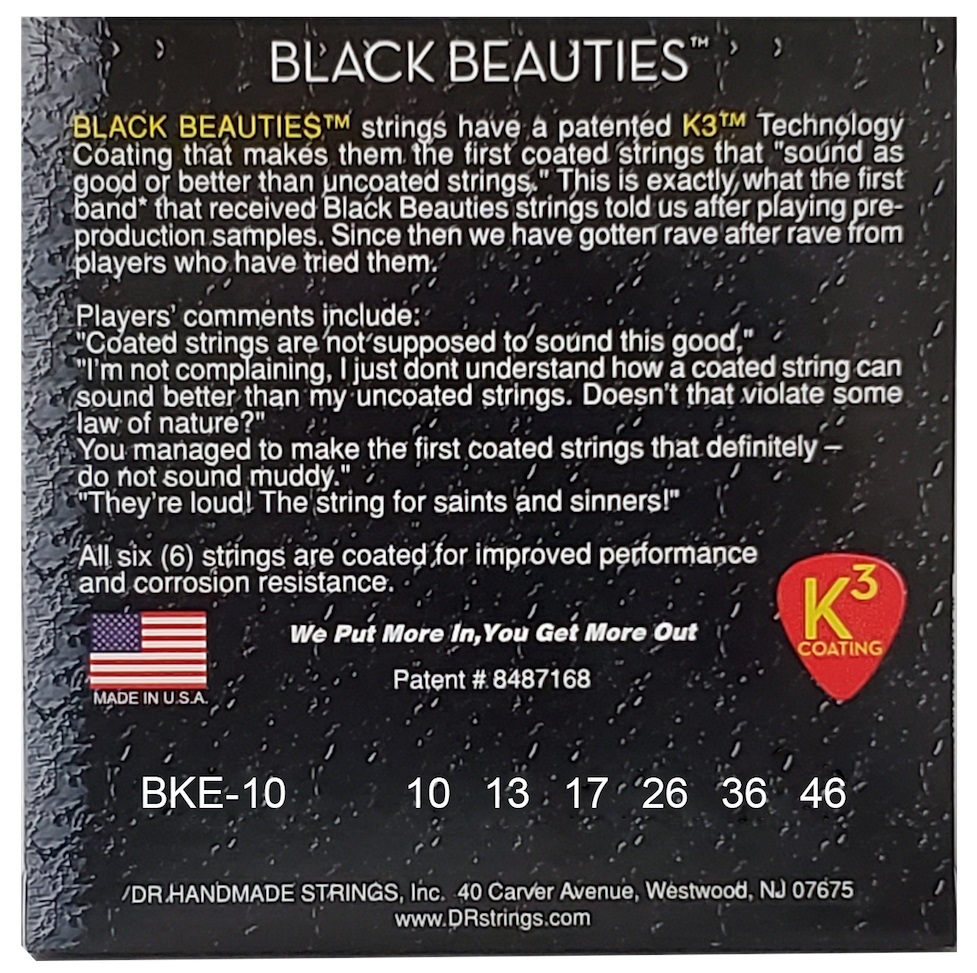 BLACK BEAUTIES™
BLACK BEAUTIES™ strings have a patented K3™ Technology
Coating that makes them the first coated strings that "sound as
good or better than uncoated strings." This is exactly what the first
band* that received Black Beauties strings told us after playing pre-
production samples. Since then we have gotten rave after rave from
players who have tried them.
Players' comments include:
"Coated strings are not supposed to sound this good,"
"I'm not complaining, I just dont understand how a coated string can
sound better than my uncoated strings. Doesn't that violate some
law of nature?"
You managed to make the first coated strings that definitely –
do not sound muddy."
"They're loud! The string for saints and sinners!"
All six (6) strings are coated for improved performance
and corrosion resistance.
K3
COATING
We Put More In, You Get More Out
Patent # 8487168
MADE IN U.S.A.
BKE-10 10 13 17 26 36 46
DR HANDMADE STRINGS, Inc. 40 Carver Avenue, Westwood, NJ 07675
www.DRstrings.com